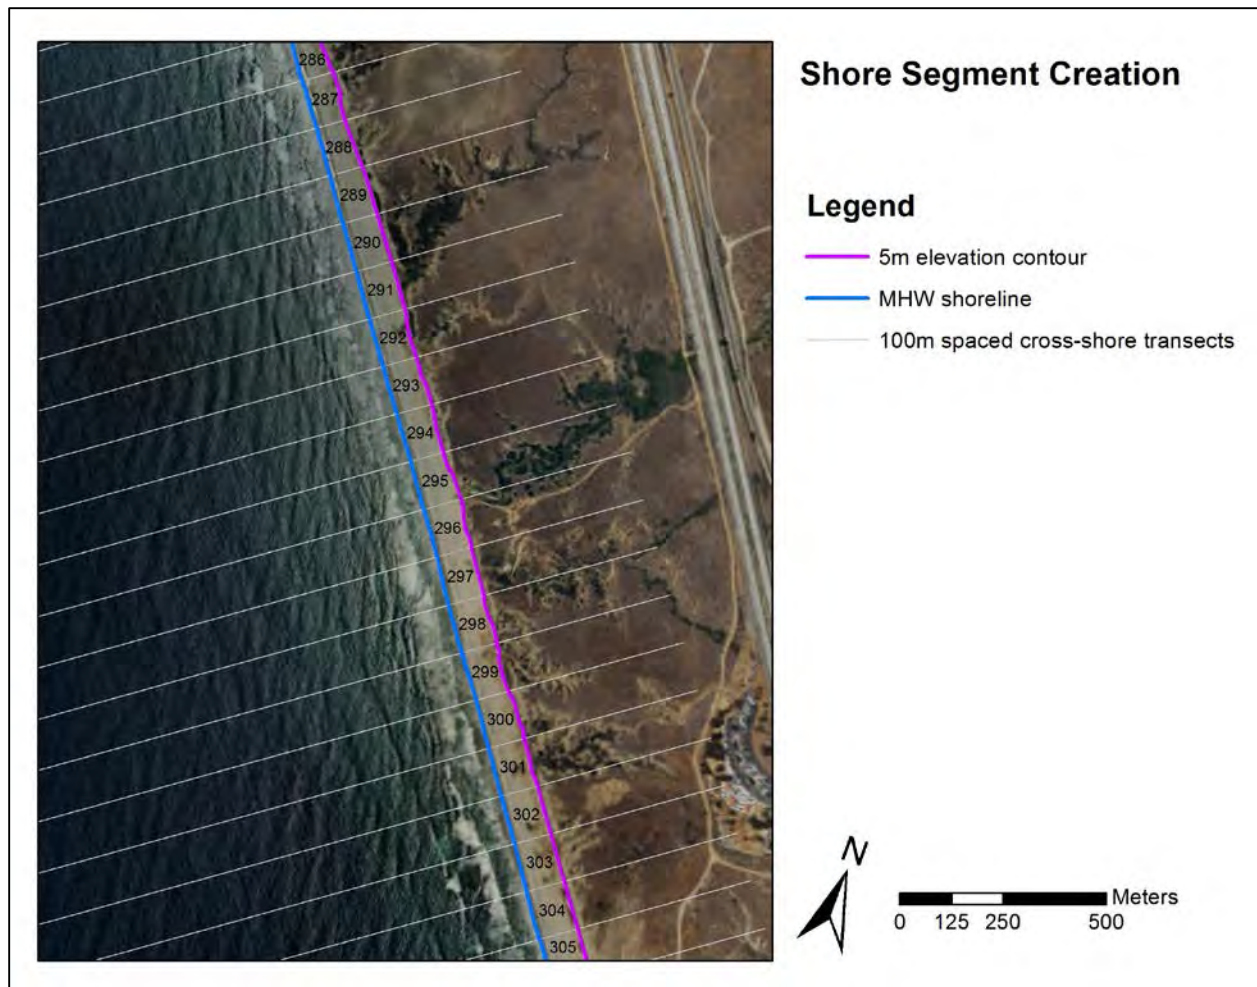 Shore Segment Creation
Legend
5m elevation contour
MHW shoreline
100m spaced cross-shore transects
286
287
288
289
290
291
292
293
294
295
296
297
298
299
300
301
302
303
304
305
N
Meters
0 125 250 500